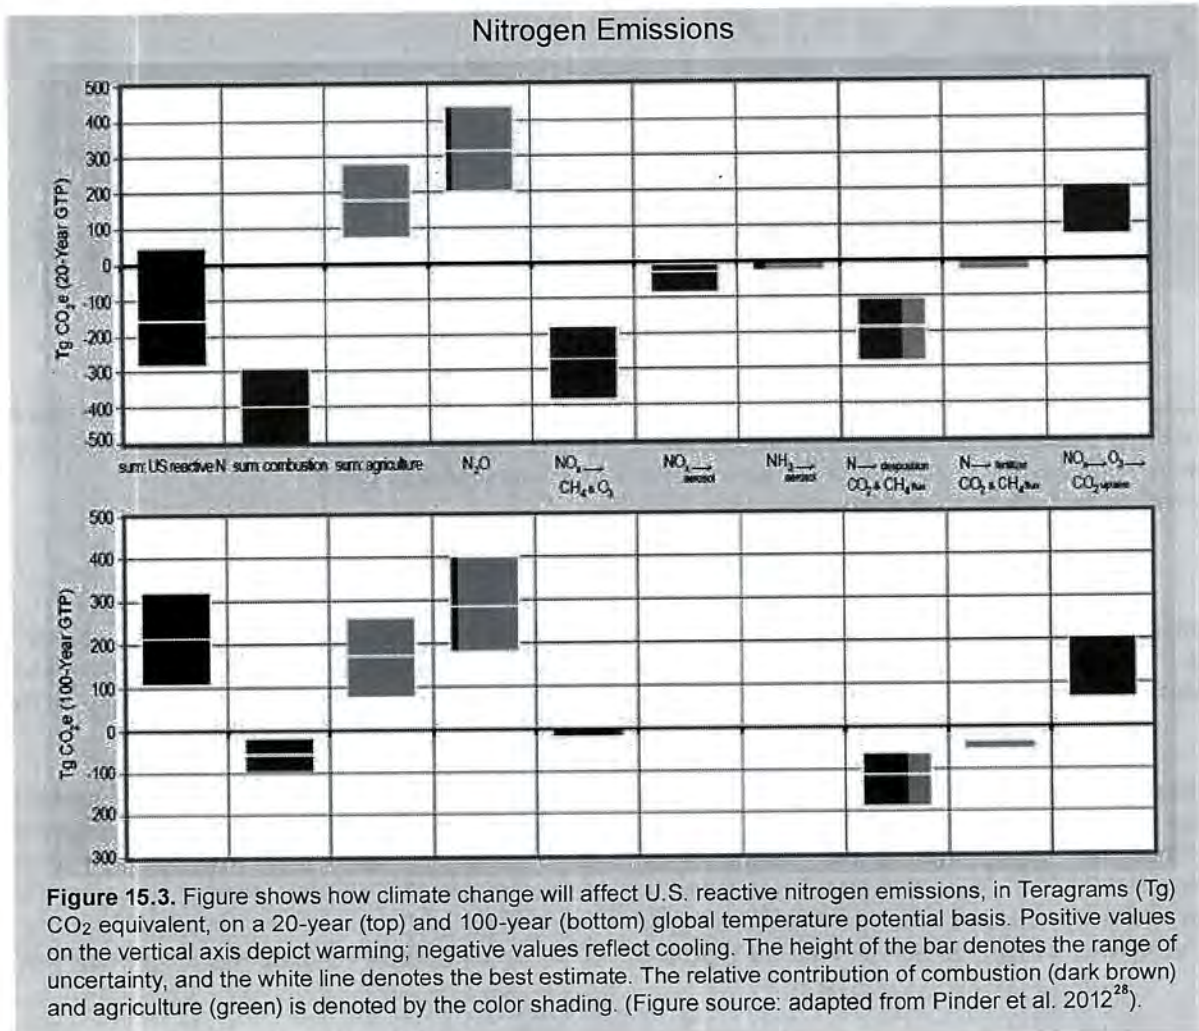 Nitrogen Emissions
Tg CO₂e (20-Year GTP)
500
400
300
200
100
0
-100
-200
-300
-400
-500
sum: US reactive N sum: combustion sum: agriculture N₂O NOₓ→ NOₓ→ NH₃→ N→ deposition N→ fertilizer NOₓ→O₃→
CH₄ & O₃ aerosol aerosol CO₂ & CH₄ flux CO₂ & CH₄ flux CO₂ uptake
Tg CO₂e (100-Year GTP)
500
400
300
200
100
0
-100
200
300
Figure 15.3. Figure shows how climate change will affect U.S. reactive nitrogen emissions, in Teragrams (Tg)
CO₂ equivalent, on a 20-year (top) and 100-year (bottom) global temperature potential basis. Positive values
on the vertical axis depict warming; negative values reflect cooling. The height of the bar denotes the range of
uncertainty, and the white line denotes the best estimate. The relative contribution of combustion (dark brown)
and agriculture (green) is denoted by the color shading. (Figure source: adapted from Pinder et al. 2012²⁸).